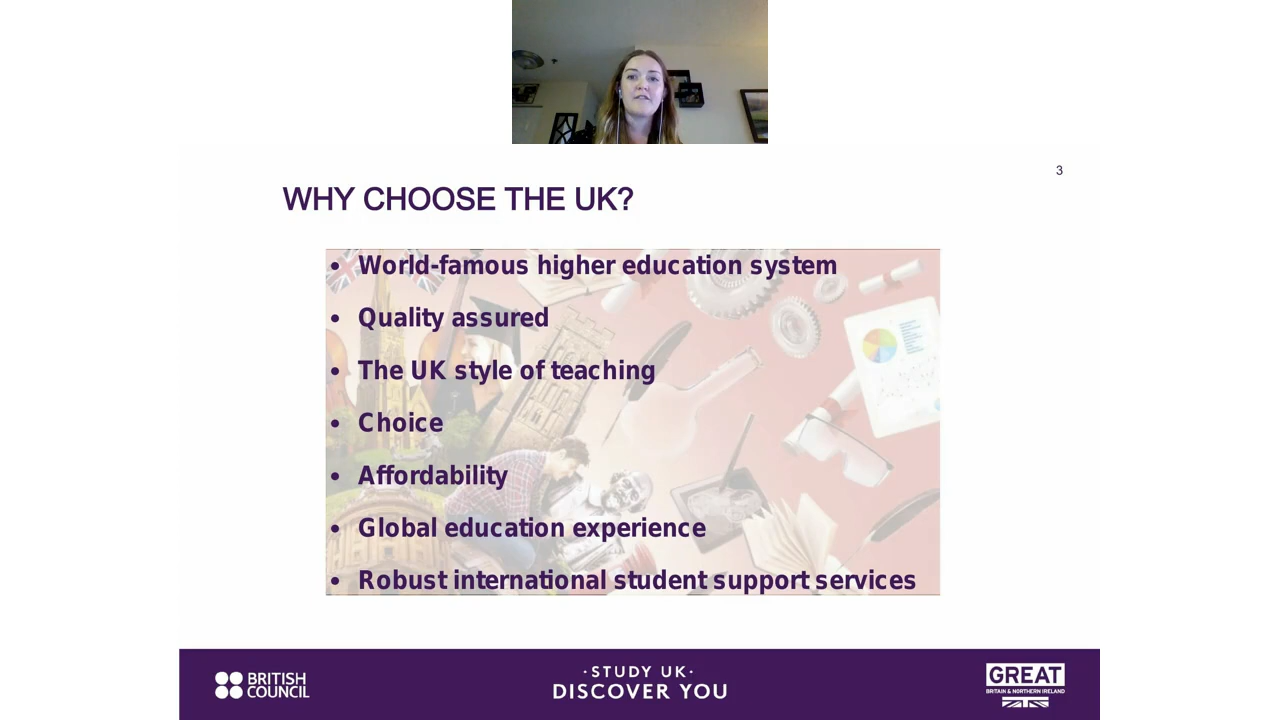 3
WHY CHOOSE THE UK?
• World-famous higher education system
• Quality assured
• The UK style of teaching
• Choice
• Affordability
• Global education experience
• Robust international student support services
BRITISH
COUNCIL
·STUDY UK·
DISCOVER YOU
GREAT
BRITAIN & NORTHERN IRELAND